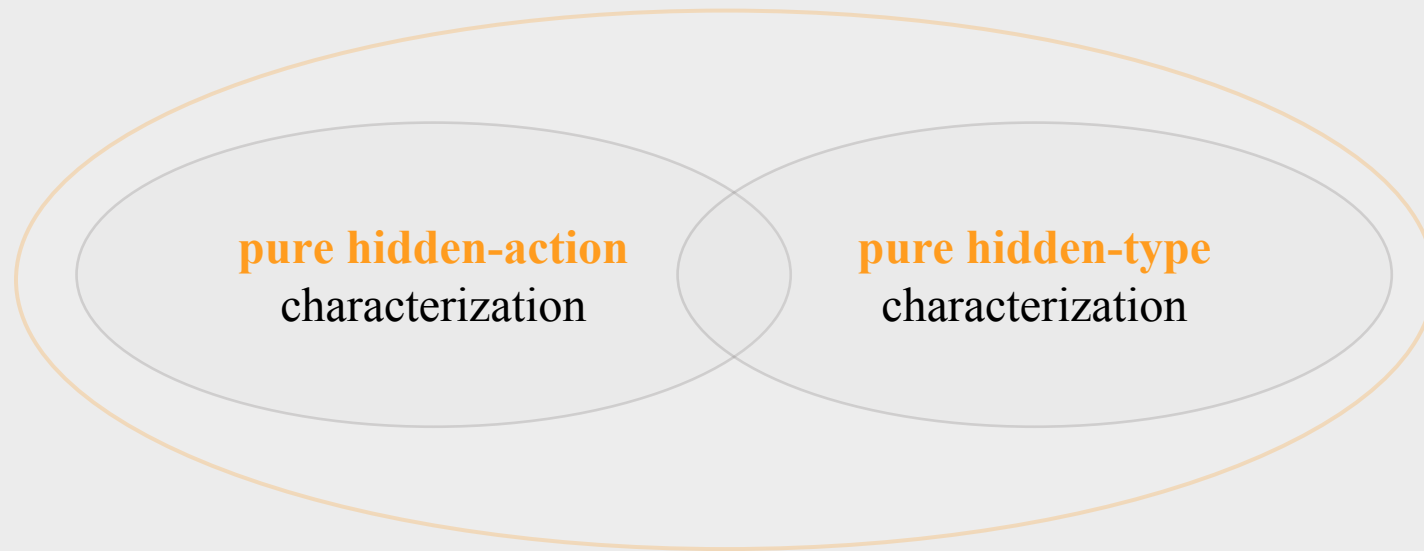 pure hidden-action
characterization
pure hidden-type
characterization